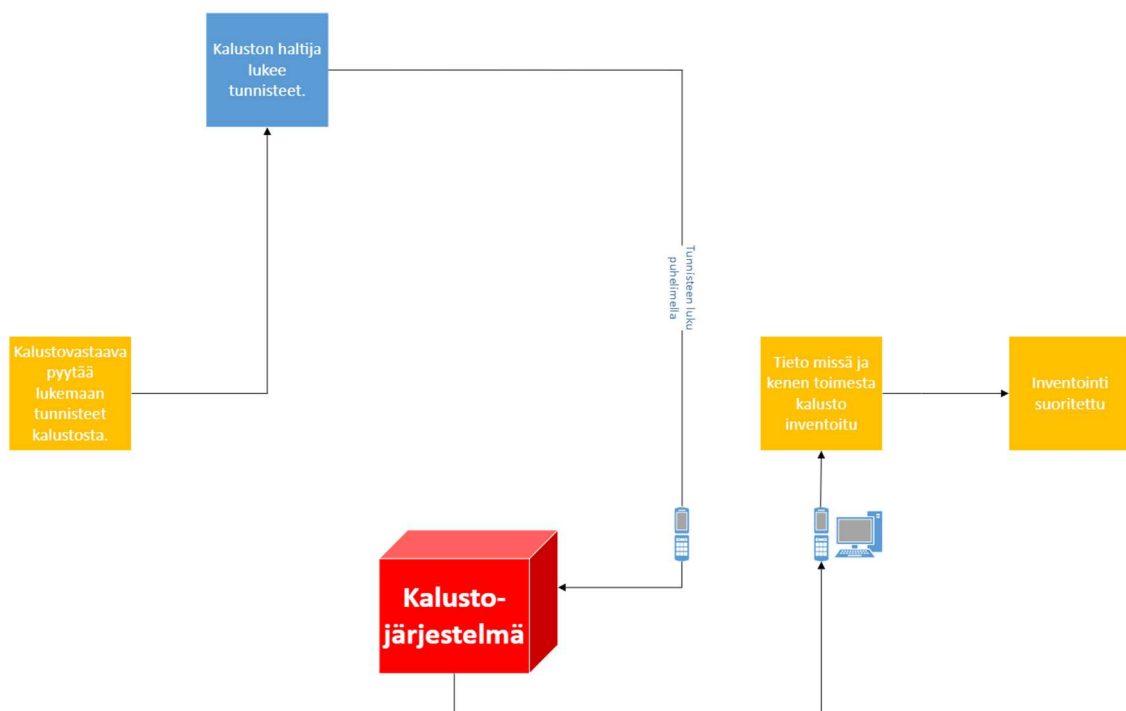 Kaluston haltija
lukee
tunnisteet.
Tunnisteen luku
puhelimella
Kalustovastaava
pyytää
lukemaan
tunnisteet
kalustosta.
Tieto missä ja
kenen toimesta
kalusto
inventoitu
Inventointi
suoritettu
Kalusto-
järjestelmä